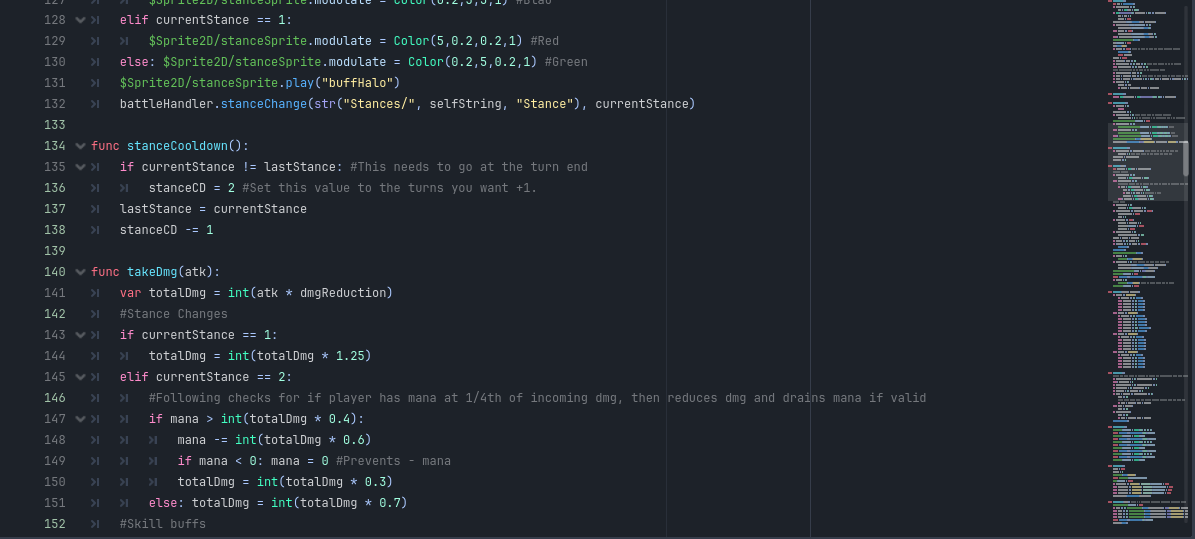 127 $Sprite2D/stanceSprite.modulate = Color(0.2,5,5,1) #Blao
128 elif currentStance == 1:
129 $Sprite2D/stanceSprite.modulate = Color(5,0.2,0.2,1) #Red
130 else: $Sprite2D/stanceSprite.modulate = Color(0.2,5,0.2,1) #Green
131 $Sprite2D/stanceSprite.play("buffHalo")
132 battleHandler.stanceChange(str("Stances/", selfString, "Stance"), currentStance)
133
134 func stanceCooldown():
135 if currentStance != lastStance: #This needs to go at the turn end
136 stanceCD = 2 #Set this value to the turns you want +1.
137 lastStance = currentStance
138 stanceCD -= 1
139
140 func takeDmg(atk):
141 var totalDmg = int(atk * dmgReduction)
142 #Stance Changes
143 if currentStance == 1:
144 totalDmg = int(totalDmg * 1.25)
145 elif currentStance == 2:
146 #Following checks for if player has mana at 1/4th of incoming dmg, then reduces dmg and drains mana if valid
147 if mana > int(totalDmg * 0.4):
148 mana -= int(totalDmg * 0.6)
149 if mana < 0: mana = 0 #Prevents - mana
150 totalDmg = int(totalDmg * 0.3)
151 else: totalDmg = int(totalDmg * 0.7)
152 #Skill buffs